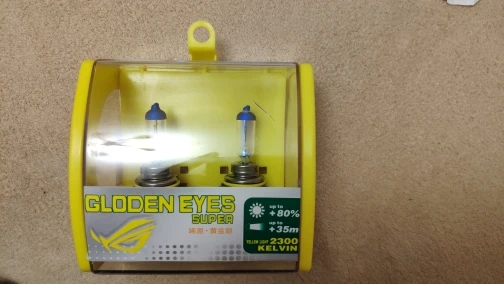 GLODEN EYES
SUPER
up to
+80%
up to
+35m
YELLOW LIGHT 2300
KELVIN